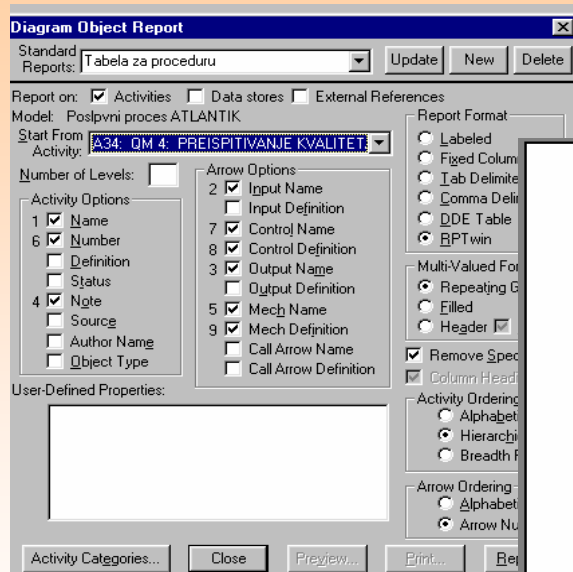 Diagram Object Report
Standard Reports: Tabela za proceduru Update New Delete
Report on: Activities Data stores External References
Model: Poslpvni proces ATLANTIK
Start From Activity: A34: QM 4: PREISPITIVANJE KVALITET
Number of Levels:
Activity Options
1 Name
6 Number
Definition
Status
4 Note
Source
Author Name
Object Type
Arrow Options
2 Input Name
Input Definition
7 Control Name
8 Control Definition
3 Output Name
Output Definition
5 Mech Name
9 Mech Definition
Call Arrow Name
Call Arrow Definition
Report Format
Labeled
Fixed Colum
Tab Delimite
Comma Deli
DDE Table
RPTwin
Multi-Valued Fo
Repeating G
Filled
Header
Remove Spec
Column Head
Activity Ordering
Alphabeti
Hierarchi
Breadth F
Arrow Ordering
Alphabeti
Arrow Nu
User-Defined Properties:
Activity Categories... Close Preview... Print... Rep